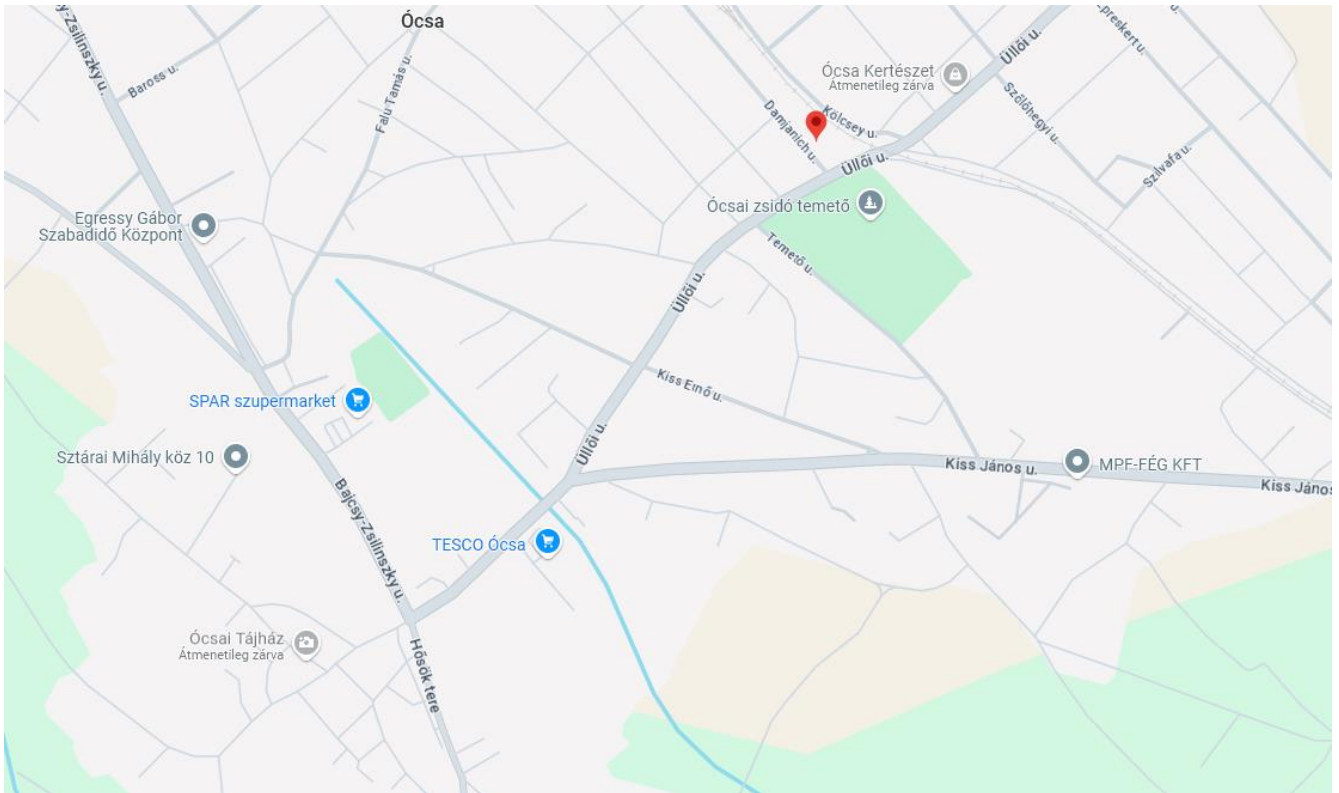 Ócsa
y-Zsilinszky u.
Baross u.
Falu Tamás u.
Üllői u.
preskert u.
u.
Ócsa Kertészet
Átmenetileg zárva
Kölcsey u.
Damjanich u.
Szőlőhegyi u.
Szilvafa u.
Üllői u.
Ócsai zsidó temető
Egressy Gábor
Szabadidő Központ
Temető u.
Üllői u.
Kiss Ernő u.
SPAR szupermarket
Üllői u.
Sztárai Mihály köz 10
Kiss János u.
MPF-FÉG KFT
Kiss János
Bajcsy-Zsilinszky u.
TESCO Ócsa
Ócsai Tájház
Átmenetileg zárva
Hősök tere